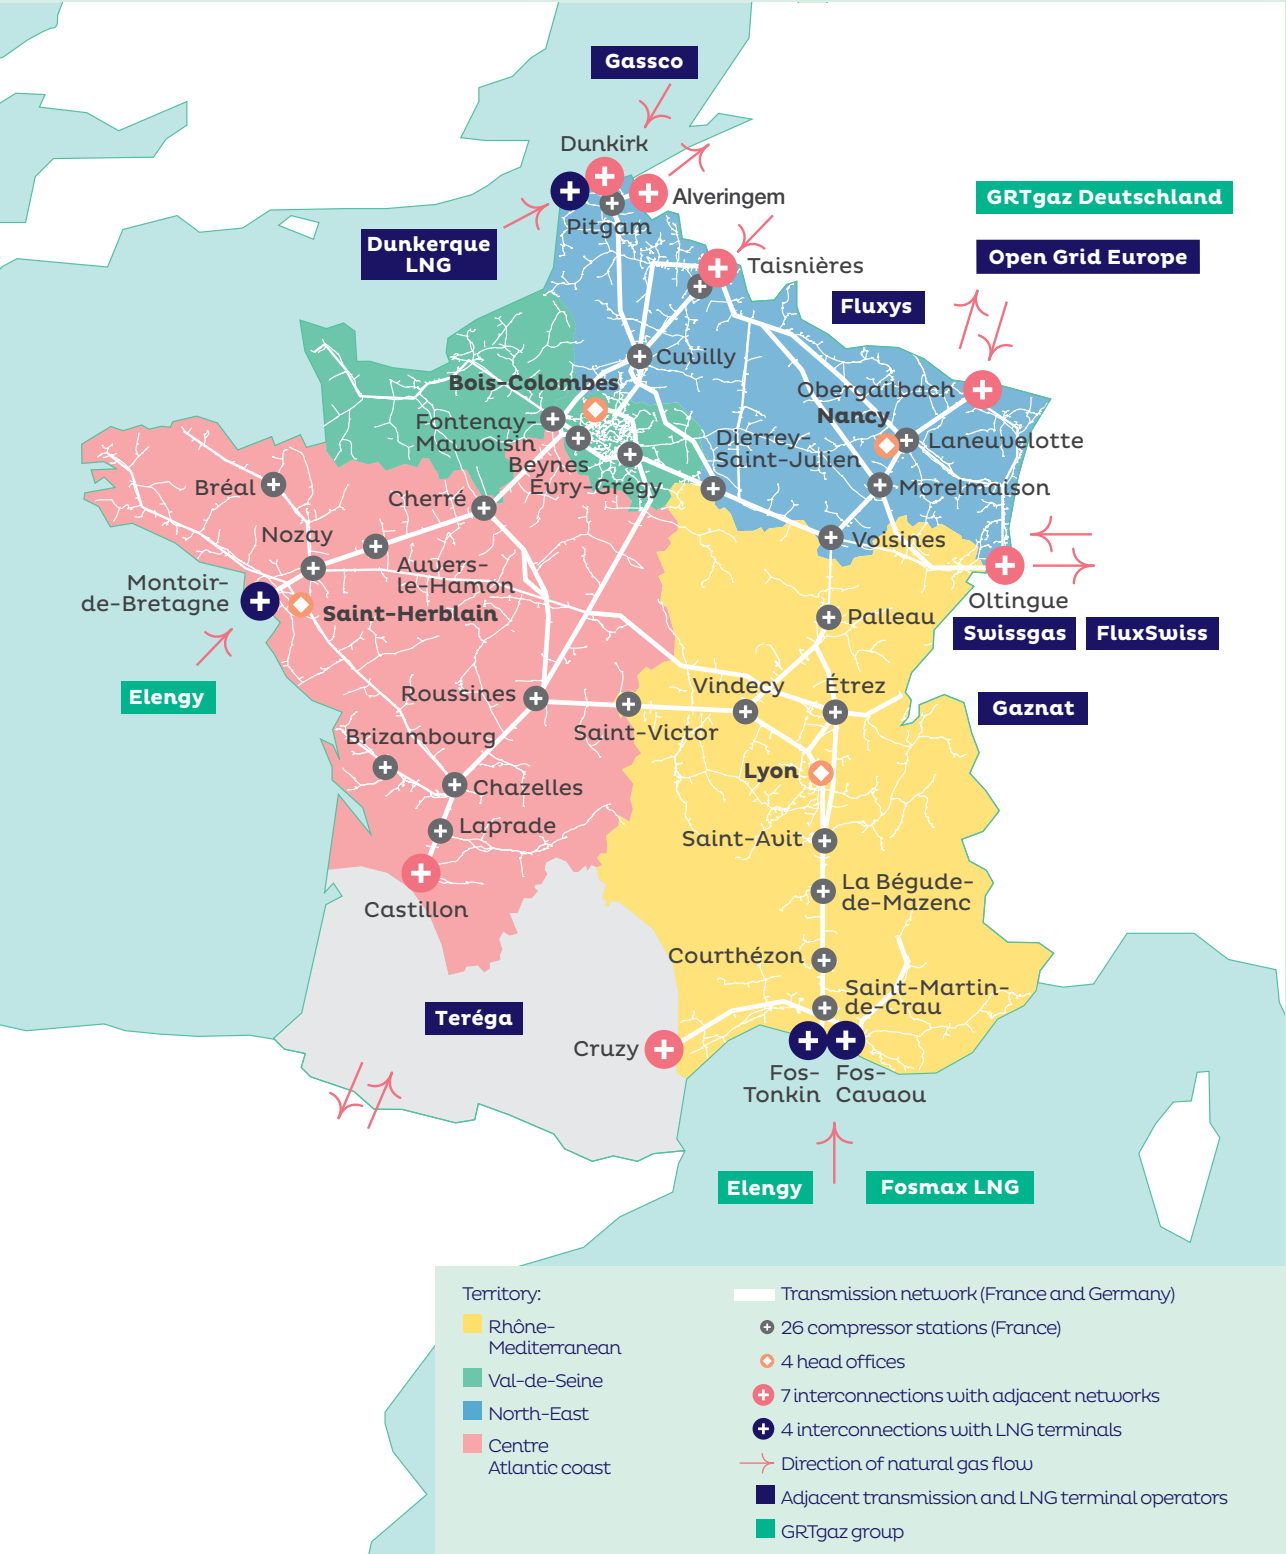 Gassco
Dunkirk
Alveringem
Pitgam
Dunkerque
LNG
GRTgaz Deutschland
Open Grid Europe
Taisnières
Fluxys
Cuvilly
Bois-Colombes
Obergailbach
Nancy
Fontenay-
Mauvoisin
Laneuvelotte
Dierrey-
Saint-Julien
Beynes
Évry-Grégy
Morelmaison
Bréal
Cherré
Nozay
Voisines
Auvers-
le-Hamon
Montoir-
de-Bretagne
Saint-Herblain
Oltingue
Palleau
Swissgas
FluxSwiss
Elengy
Roussines
Vindecy
Étrez
Gaznat
Saint-Victor
Brizambourg
Lyon
Chazelles
Laprade
Saint-Avit
La Bégude-
de-Mazenc
Castillon
Courthézon
Saint-Martin-
de-Crau
Teréga
Cruzy
Fos-
Tonkin
Fos-
Cavaou
Elengy
Fosmax LNG
Territory:
Rhône-
Mediterranean
Val-de-Seine
North-East
Centre
Atlantic coast
Transmission network (France and Germany)
26 compressor stations (France)
4 head offices
7 interconnections with adjacent networks
4 interconnections with LNG terminals
Direction of natural gas flow
Adjacent transmission and LNG terminal operators
GRTgaz group